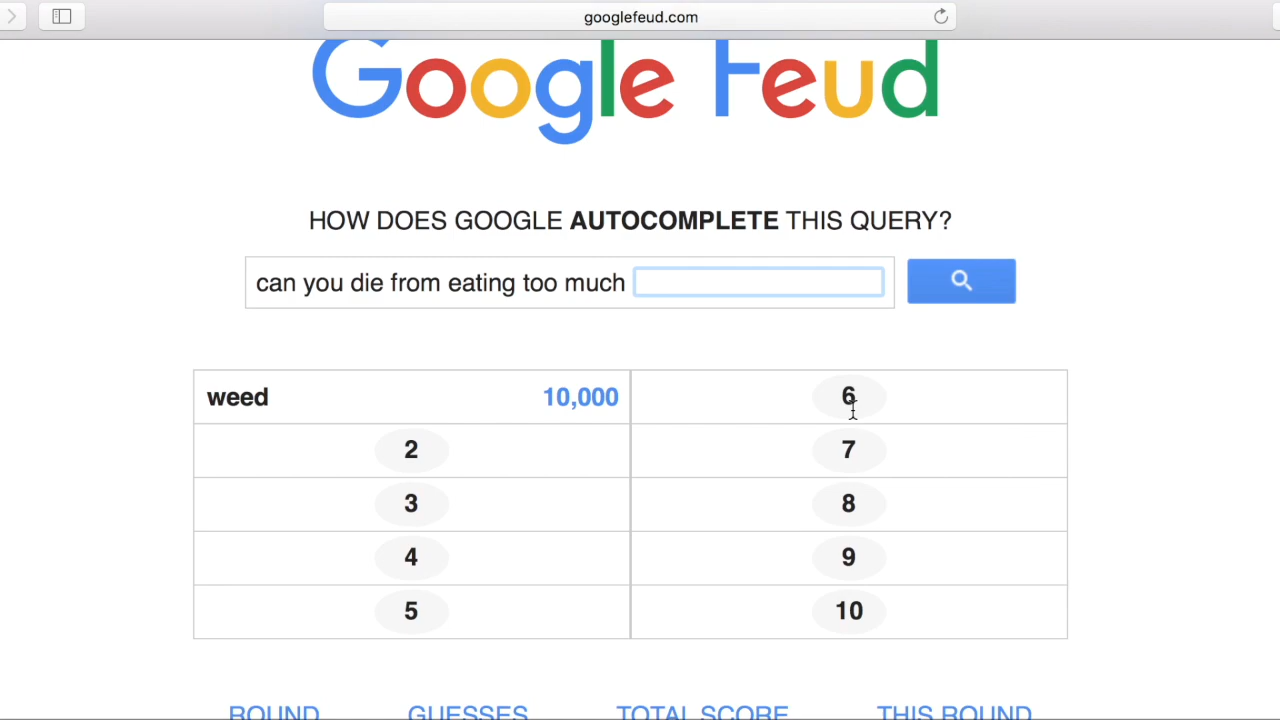 googlefeud.com
Google Feud
HOW DOES GOOGLE AUTOCOMPLETE THIS QUERY?
can you die from eating too much
weed 10,000 6
2 7
3 8
4 9
5 10
ROUND GUESSES TOTAL SCORE THIS ROUND